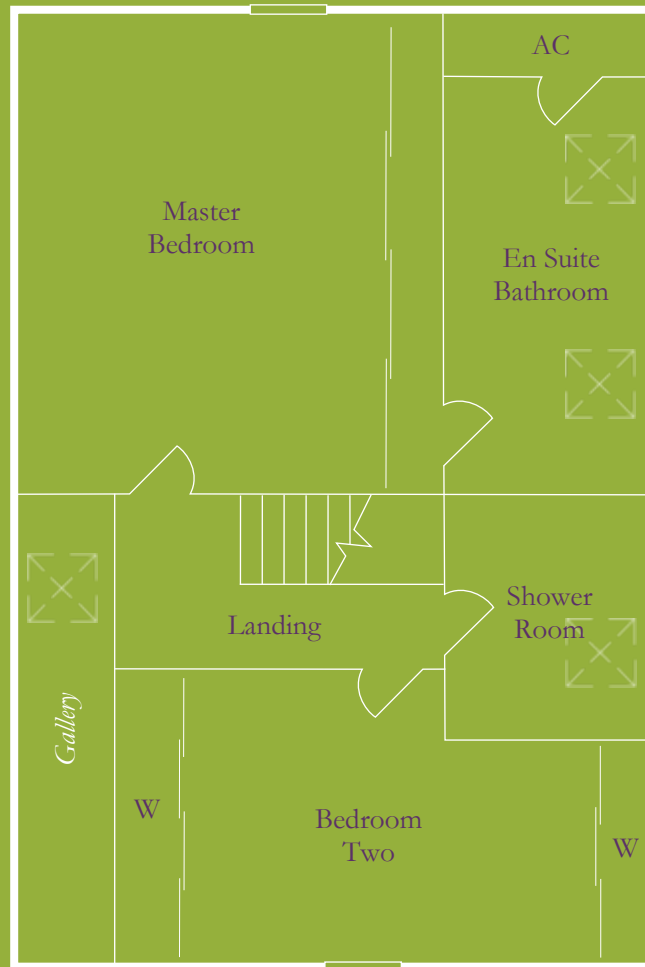 AC
Master
Bedroom
En Suite
Bathroom
Shower
Room
Landing
Gallery
W
Bedroom
Two
W